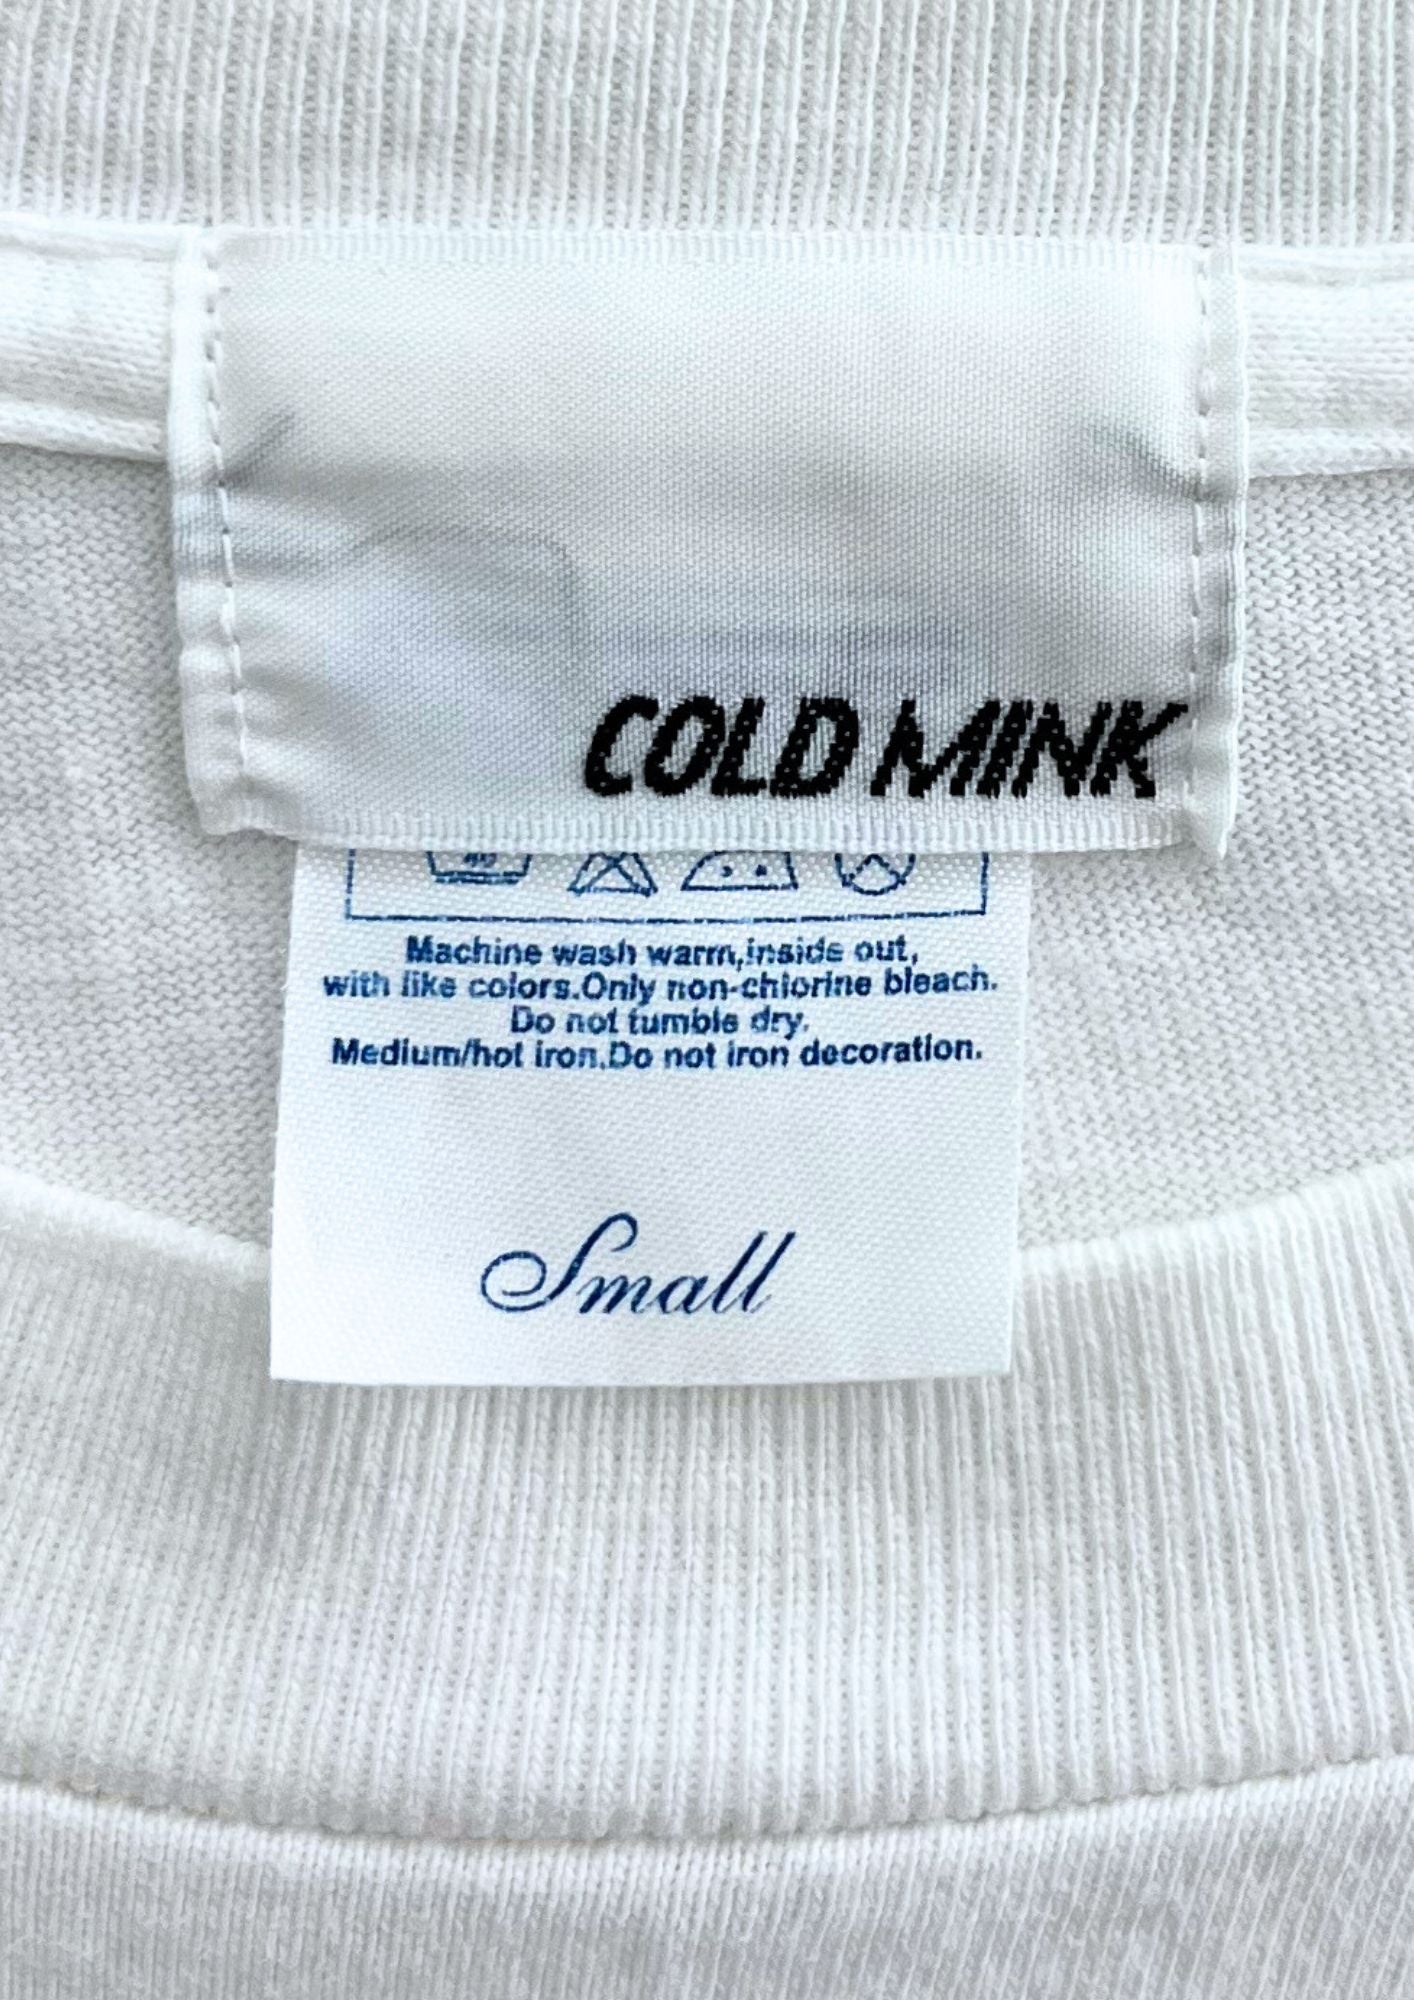 COLD MINK
40
Machine wash warm,inside out,
with like colors.Only non-chlorine bleach.
Do not tumble dry.
Medium/hot iron.Do not iron decoration.
Small